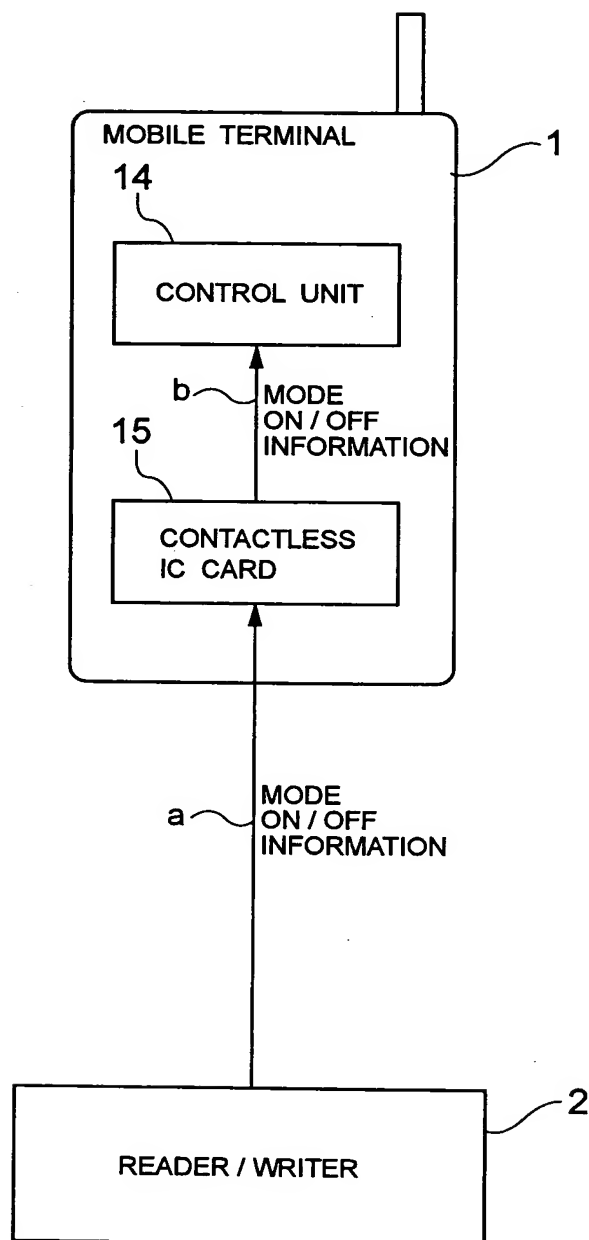 MOBILE TERMINAL
1
14
CONTROL UNIT
b
MODE
ON / OFF
INFORMATION
15
CONTACTLESS
IC CARD
a
MODE
ON / OFF
INFORMATION
2
READER / WRITER